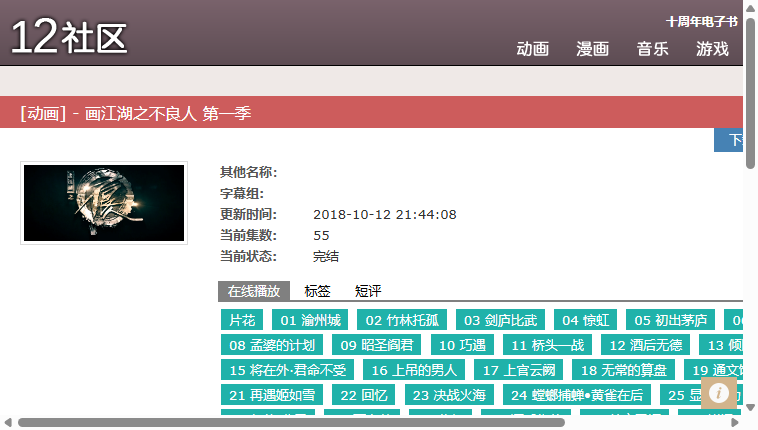 12社区
十周年电子书
动画 漫画 音乐 游戏
[动画] - 画江湖之不良人 第一季
其他名称:
字幕组:
更新时间: 2018-10-12 21:44:08
当前集数: 55
当前状态: 完结
在线播放 标签 短评
片花 01 渝州城 02 竹林托孤 03 剑庐比武 04 惊虹 05 初出茅庐
08 孟婆的计划 09 昭圣阎君 10 巧遇 11 桥头一战 12 酒后无德 13 倾
15 将在外·君命不受 16 上吊的男人 17 上官云阙 18 无常的算盘 19 通文
21 再遇姬如雪 22 回忆 23 决战火海 24 螳螂捕蝉•黄雀在后 25 显